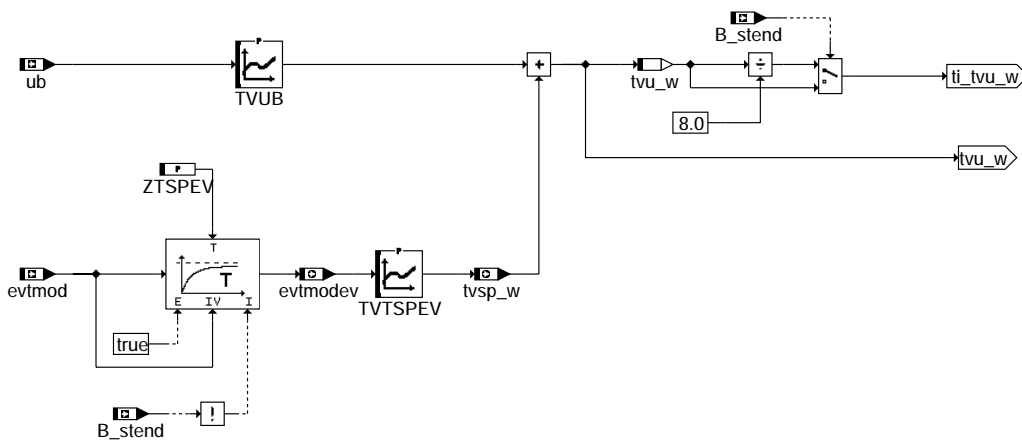 B_stend
P
ub
TVUB
+
tvu_w
÷
ti_tvu_w
8.0
tvu_w
P
ZTSPEV
T
T
E IV I
evtmod
evtmodev
P
TVTSPEV
tvsp_w
true
B_stend
!